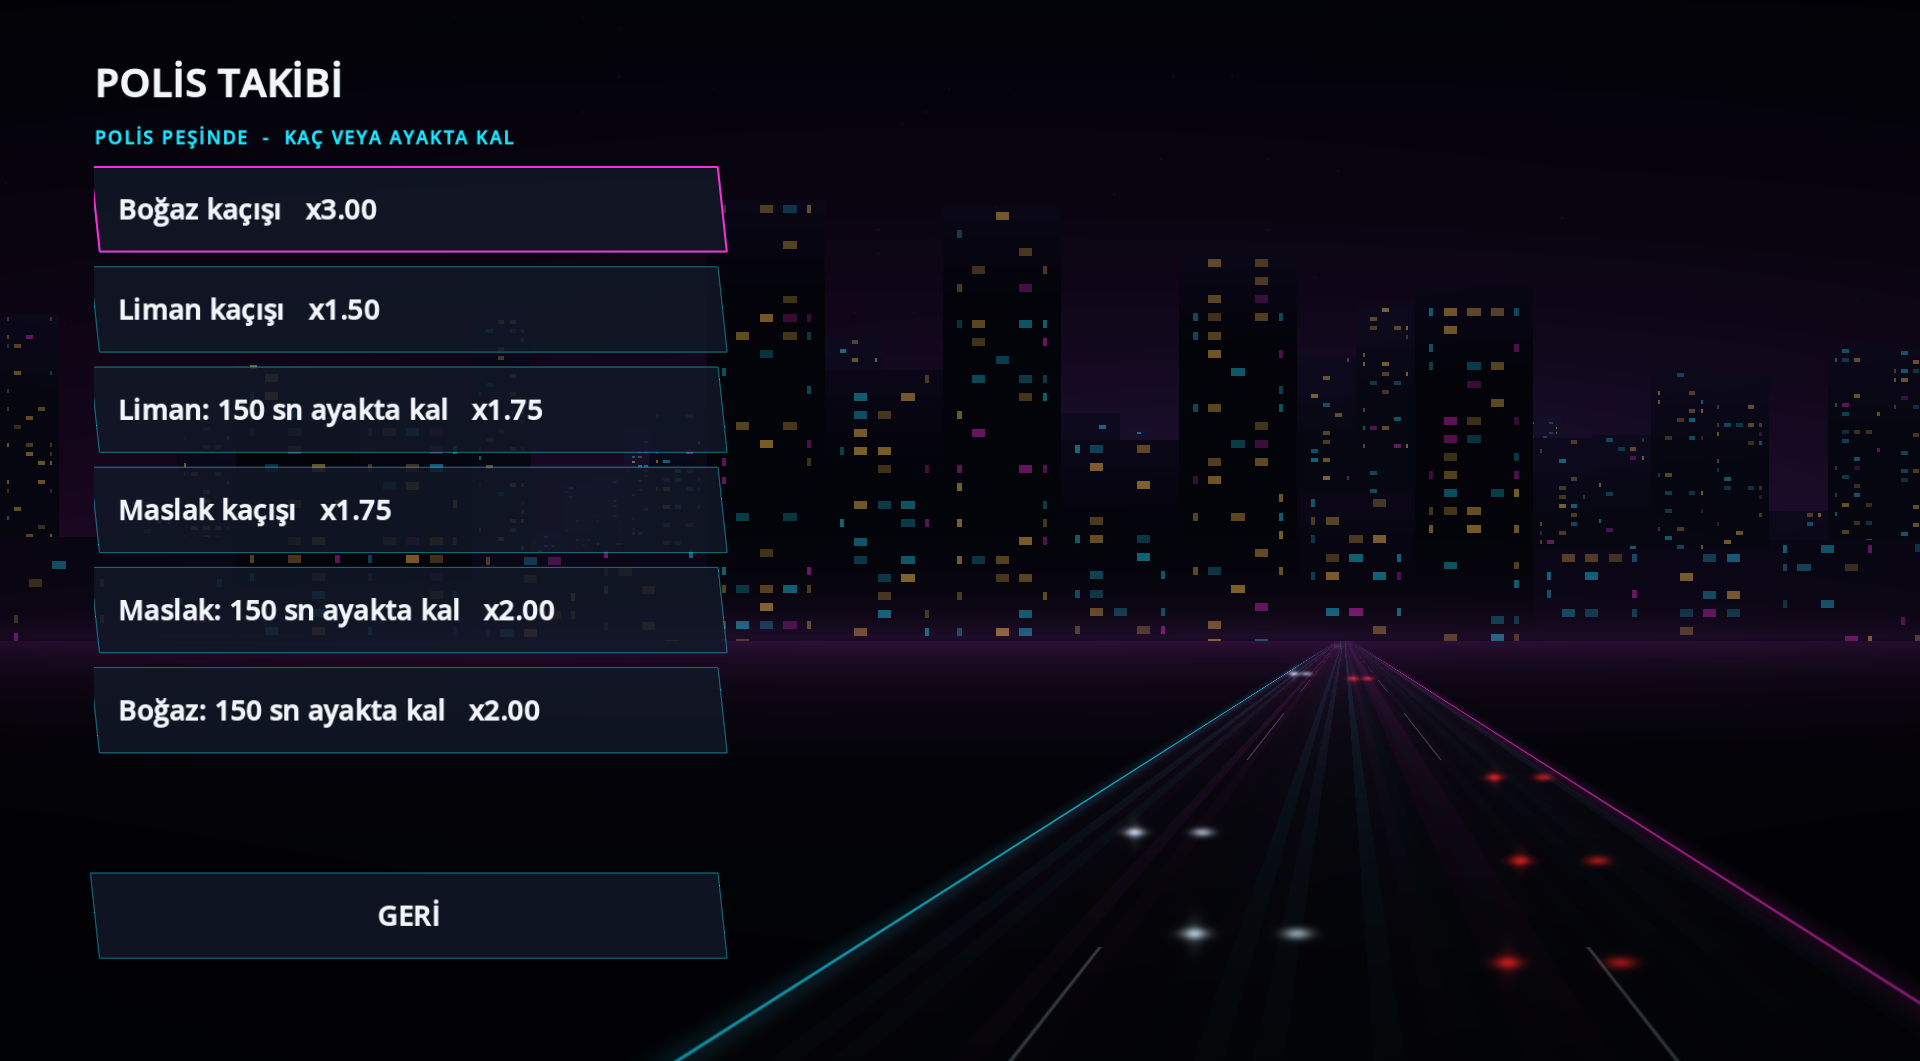 POLİS TAKİBİ
POLİS PEŞİNDE - KAÇ VEYA AYAKTA KAL
Boğaz kaçışı x3.00
Liman kaçışı x1.50
Liman: 150 sn ayakta kal x1.75
Maslak kaçışı x1.75
Maslak: 150 sn ayakta kal x2.00
Boğaz: 150 sn ayakta kal x2.00
GERİ